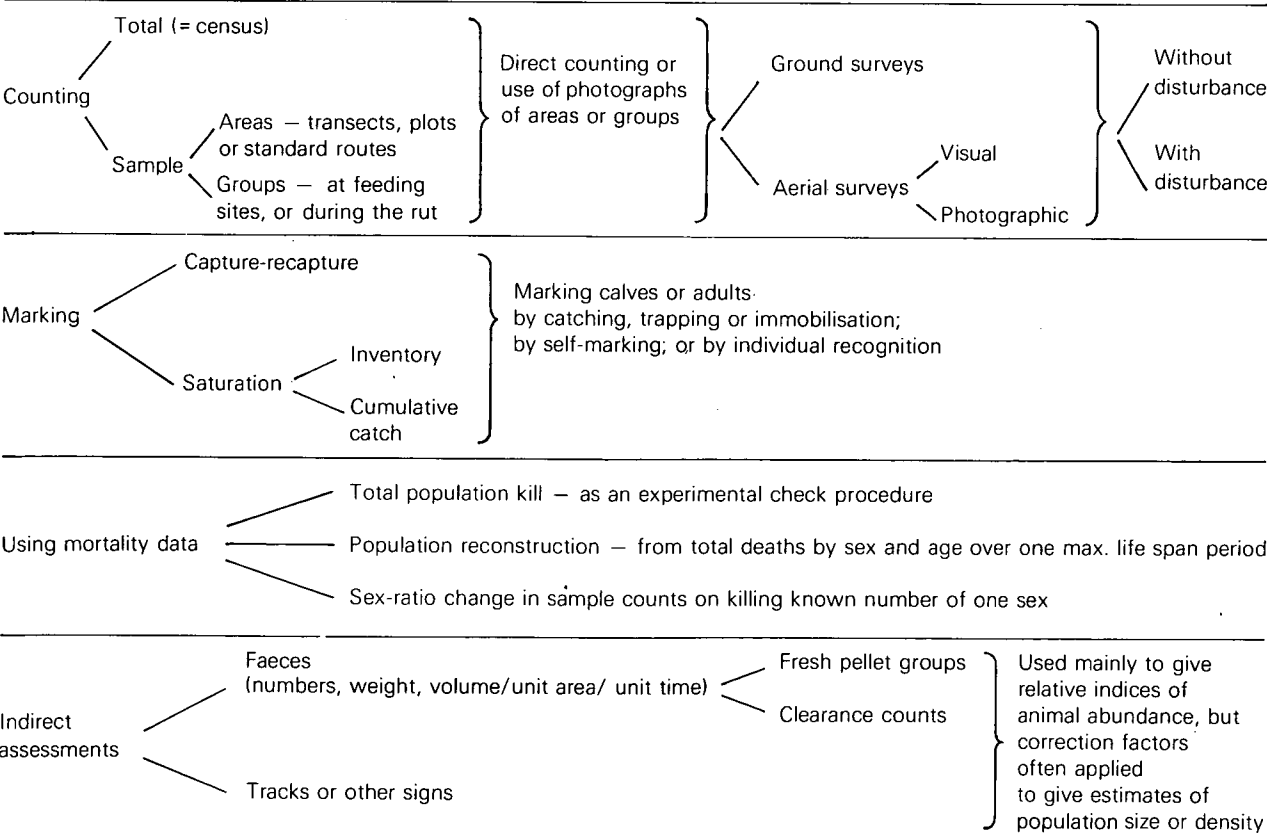 Total (= census)
Counting
Sample
Areas — transects, plots
or standard routes
Groups — at feeding
sites, or during the rut
Direct counting or
use of photographs
of areas or groups
Ground surveys
Aerial surveys
Visual
Photographic
Without
disturbance
With
disturbance
Marking
Capture-recapture
Saturation
Inventory
Cumulative
catch
Marking calves or adults
by catching, trapping or immobilisation;
by self-marking; or by individual recognition
Using mortality data
Total population kill — as an experimental check procedure
Population reconstruction — from total deaths by sex and age over one max. life span period
Sex-ratio change in sample counts on killing known number of one sex
Indirect
assessments
Faeces
(numbers, weight, volume/unit area/ unit time)
Fresh pellet groups
Clearance counts
Tracks or other signs
Used mainly to give
relative indices of
animal abundance, but
correction factors
often applied
to give estimates of
population size or density